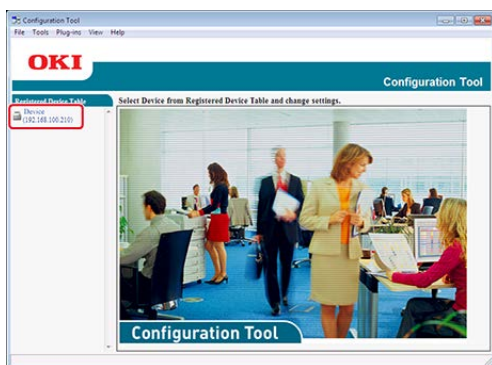 Configuration Tool
File Tools Plug-ins View Help
OKI
Configuration Tool
Registered Device Table
Select Device from Registered Device Table and change settings.
Device
(192.168.100.210)
Configuration Tool